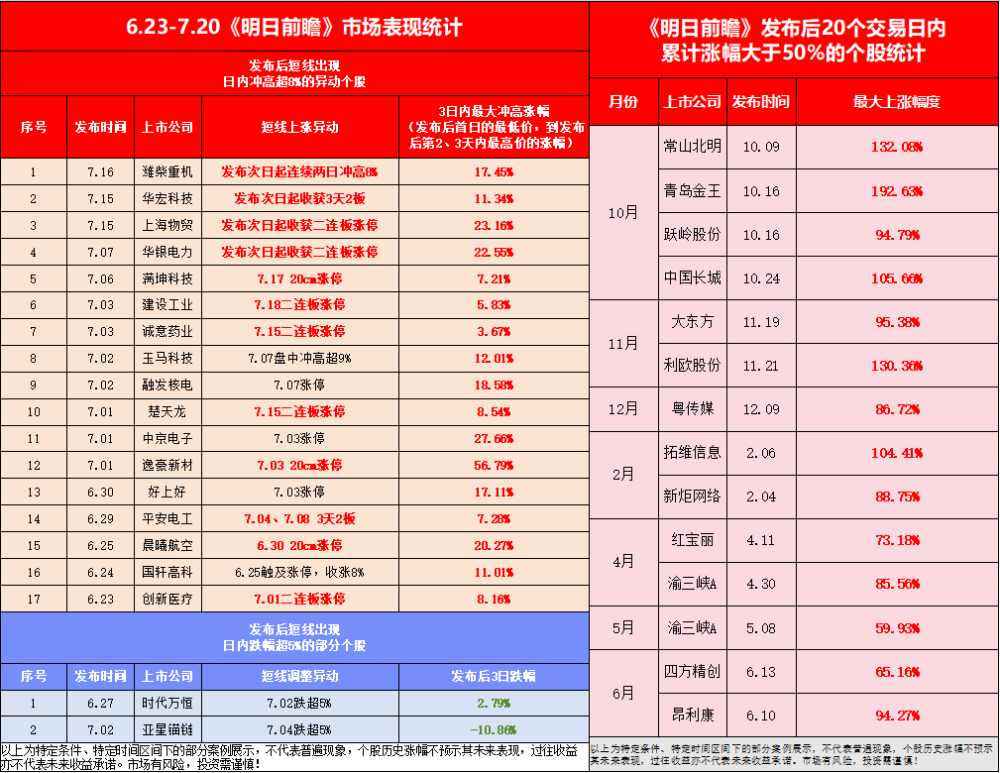 6.23-7.20《明日前瞻》市场表现统计
发布后短线出现
日内冲高超8%的异动个股
序号 发布时间 上市公司 短线上涨异动 3日内最大冲高涨幅
（发布后首日的最低价，到发布
后第2、3天内最高价的涨幅）
1 7.16 潍柴重机 发布次日起连续两日冲高8% 17.45%
2 7.15 华宏科技 发布次日起收获3天2板 11.34%
3 7.15 上海物贸 发布次日起收获二连板涨停 23.16%
4 7.07 华银电力 发布次日起收获二连板涨停 22.55%
5 7.06 满坤科技 7.17 20cm涨停 7.21%
6 7.03 建设工业 7.18二连板涨停 5.83%
7 7.03 诚意药业 7.15二连板涨停 3.67%
8 7.02 玉马科技 7.07盘中冲高超9% 12.01%
9 7.02 融发核电 7.07涨停 18.58%
10 7.01 楚天龙 7.15二连板涨停 8.54%
11 7.01 中京电子 7.03涨停 27.66%
12 7.01 逸豪新材 7.03 20cm涨停 56.79%
13 6.30 好上好 7.03涨停 17.11%
14 6.29 平安电工 7.04、7.08 3天2板 7.28%
15 6.25 晨曦航空 6.30 20cm涨停 20.27%
16 6.24 国轩高科 6.25触及涨停，收涨8% 11.01%
17 6.23 创新医疗 7.01二连板涨停 8.16%
发布后短线出现
日内跌幅超5%的部分个股
序号 发布时间 上市公司 短线调整异动 发布后3日跌幅
1 6.27 时代万恒 7.02跌超5% 2.79%
2 7.02 亚星锚链 7.04跌超5% -10.86%
以上为特定条件、特定时间区间下的部分案例展示，不代表普遍现象，个股历史涨幅不预示其未来表现，过往收益
亦不代表未来收益承诺。市场有风险，投资需谨慎！
《明日前瞻》发布后20个交易日内
累计涨幅大于50%的个股统计
月份 上市公司 发布时间 最大上涨幅度
10月 常山北明 10.09 132.08%
青岛金王 10.16 192.63%
跃岭股份 10.16 94.79%
中国长城 10.24 105.66%
11月 大东方 11.19 95.38%
利欧股份 11.21 130.36%
12月 粤传媒 12.09 86.72%
2月 拓维信息 2.06 104.41%
新炬网络 2.04 88.75%
4月 红宝丽 4.11 73.18%
渝三峡A 4.30 85.56%
5月 渝三峡A 5.08 59.93%
6月 四方精创 6.13 65.16%
昂利康 6.10 94.27%
以上为特定条件、特定时间区间下的部分案例展示，不代表普遍现象，个股历史涨幅不预示
其未来表现，过往收益亦不代表未来收益承诺。市场有风险，投资需谨慎！